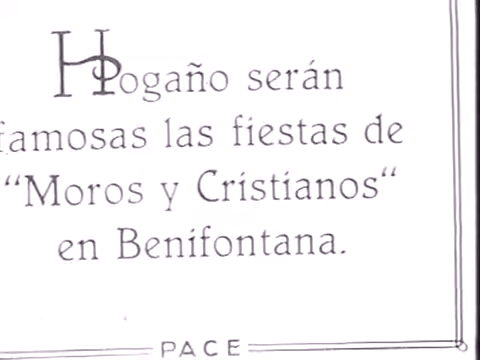 Hogaño serán
famosas las fiestas de
“Moros y Cristianos“
en Benifontana.
PACE